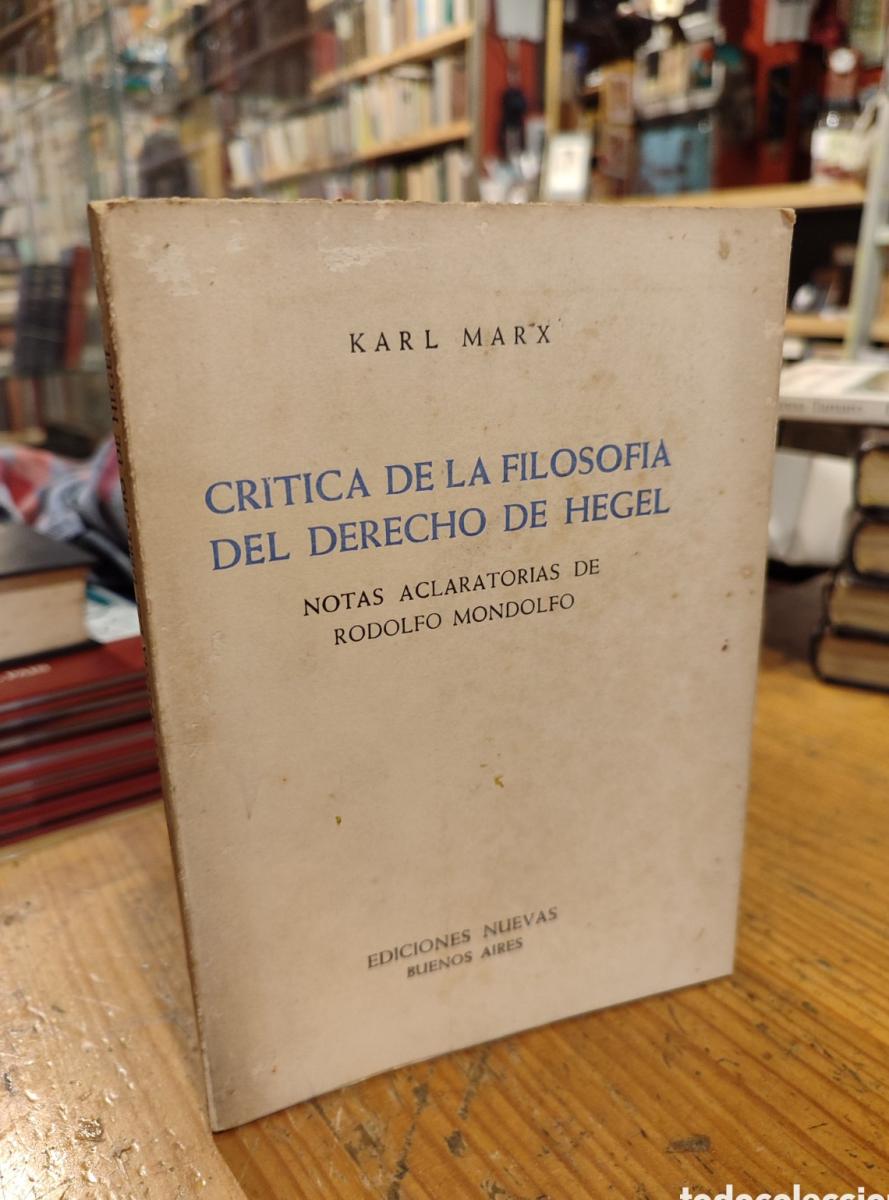 KARL MARX
CRITICA DE LA FILOSOFIA
DEL DERECHO DE HEGEL
NOTAS ACLARATORIAS DE
RODOLFO MONDOLFO
EDICIONES NUEVAS
BUENOS AIRES